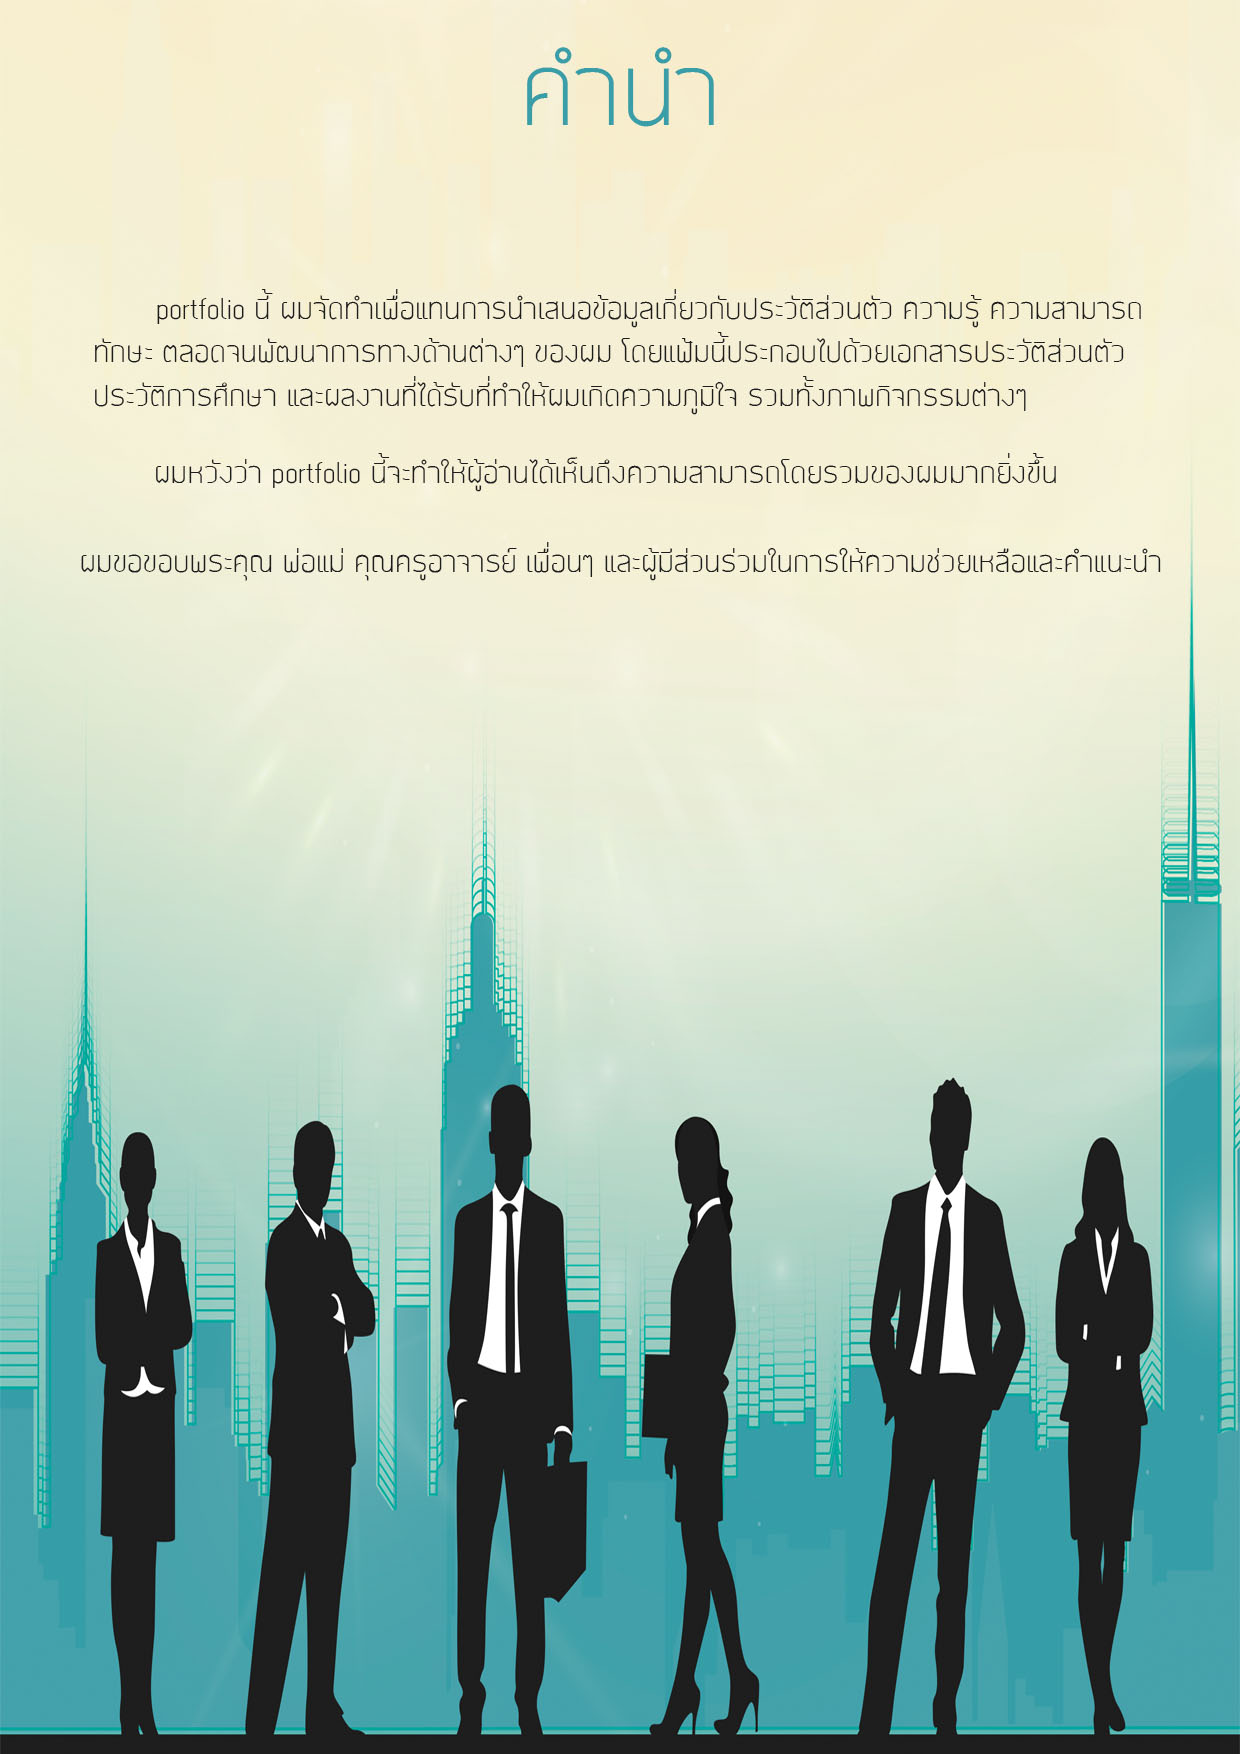 คำนำ
portfolio นี้ ผมจัดทำเพื่อแทนการนำเสนอข้อมูลเกี่ยวกับประวัติส่วนตัว ความรู้ ความสามารถ
ทักษะ ตลอดจนพัฒนาการทางด้านต่างๆ ของผม โดยแฟ้มนี้ประกอบไปด้วยเอกสารประวัติส่วนตัว
ประวัติการศึกษา และผลงานที่ได้รับที่ทำให้ผมเกิดความภูมิใจ รวมทั้งภาพกิจกรรมต่างๆ
ผมหวังว่า portfolio นี้จะทำให้ผู้อ่านได้เห็นถึงความสามารถโดยรวมของผมมากยิ่งขึ้น
ผมขอขอบพระคุณ พ่อแม่ คุณครูอาจารย์ เพื่อนๆ และผู้มีส่วนร่วมในการให้ความช่วยเหลือและคำแนะนำ